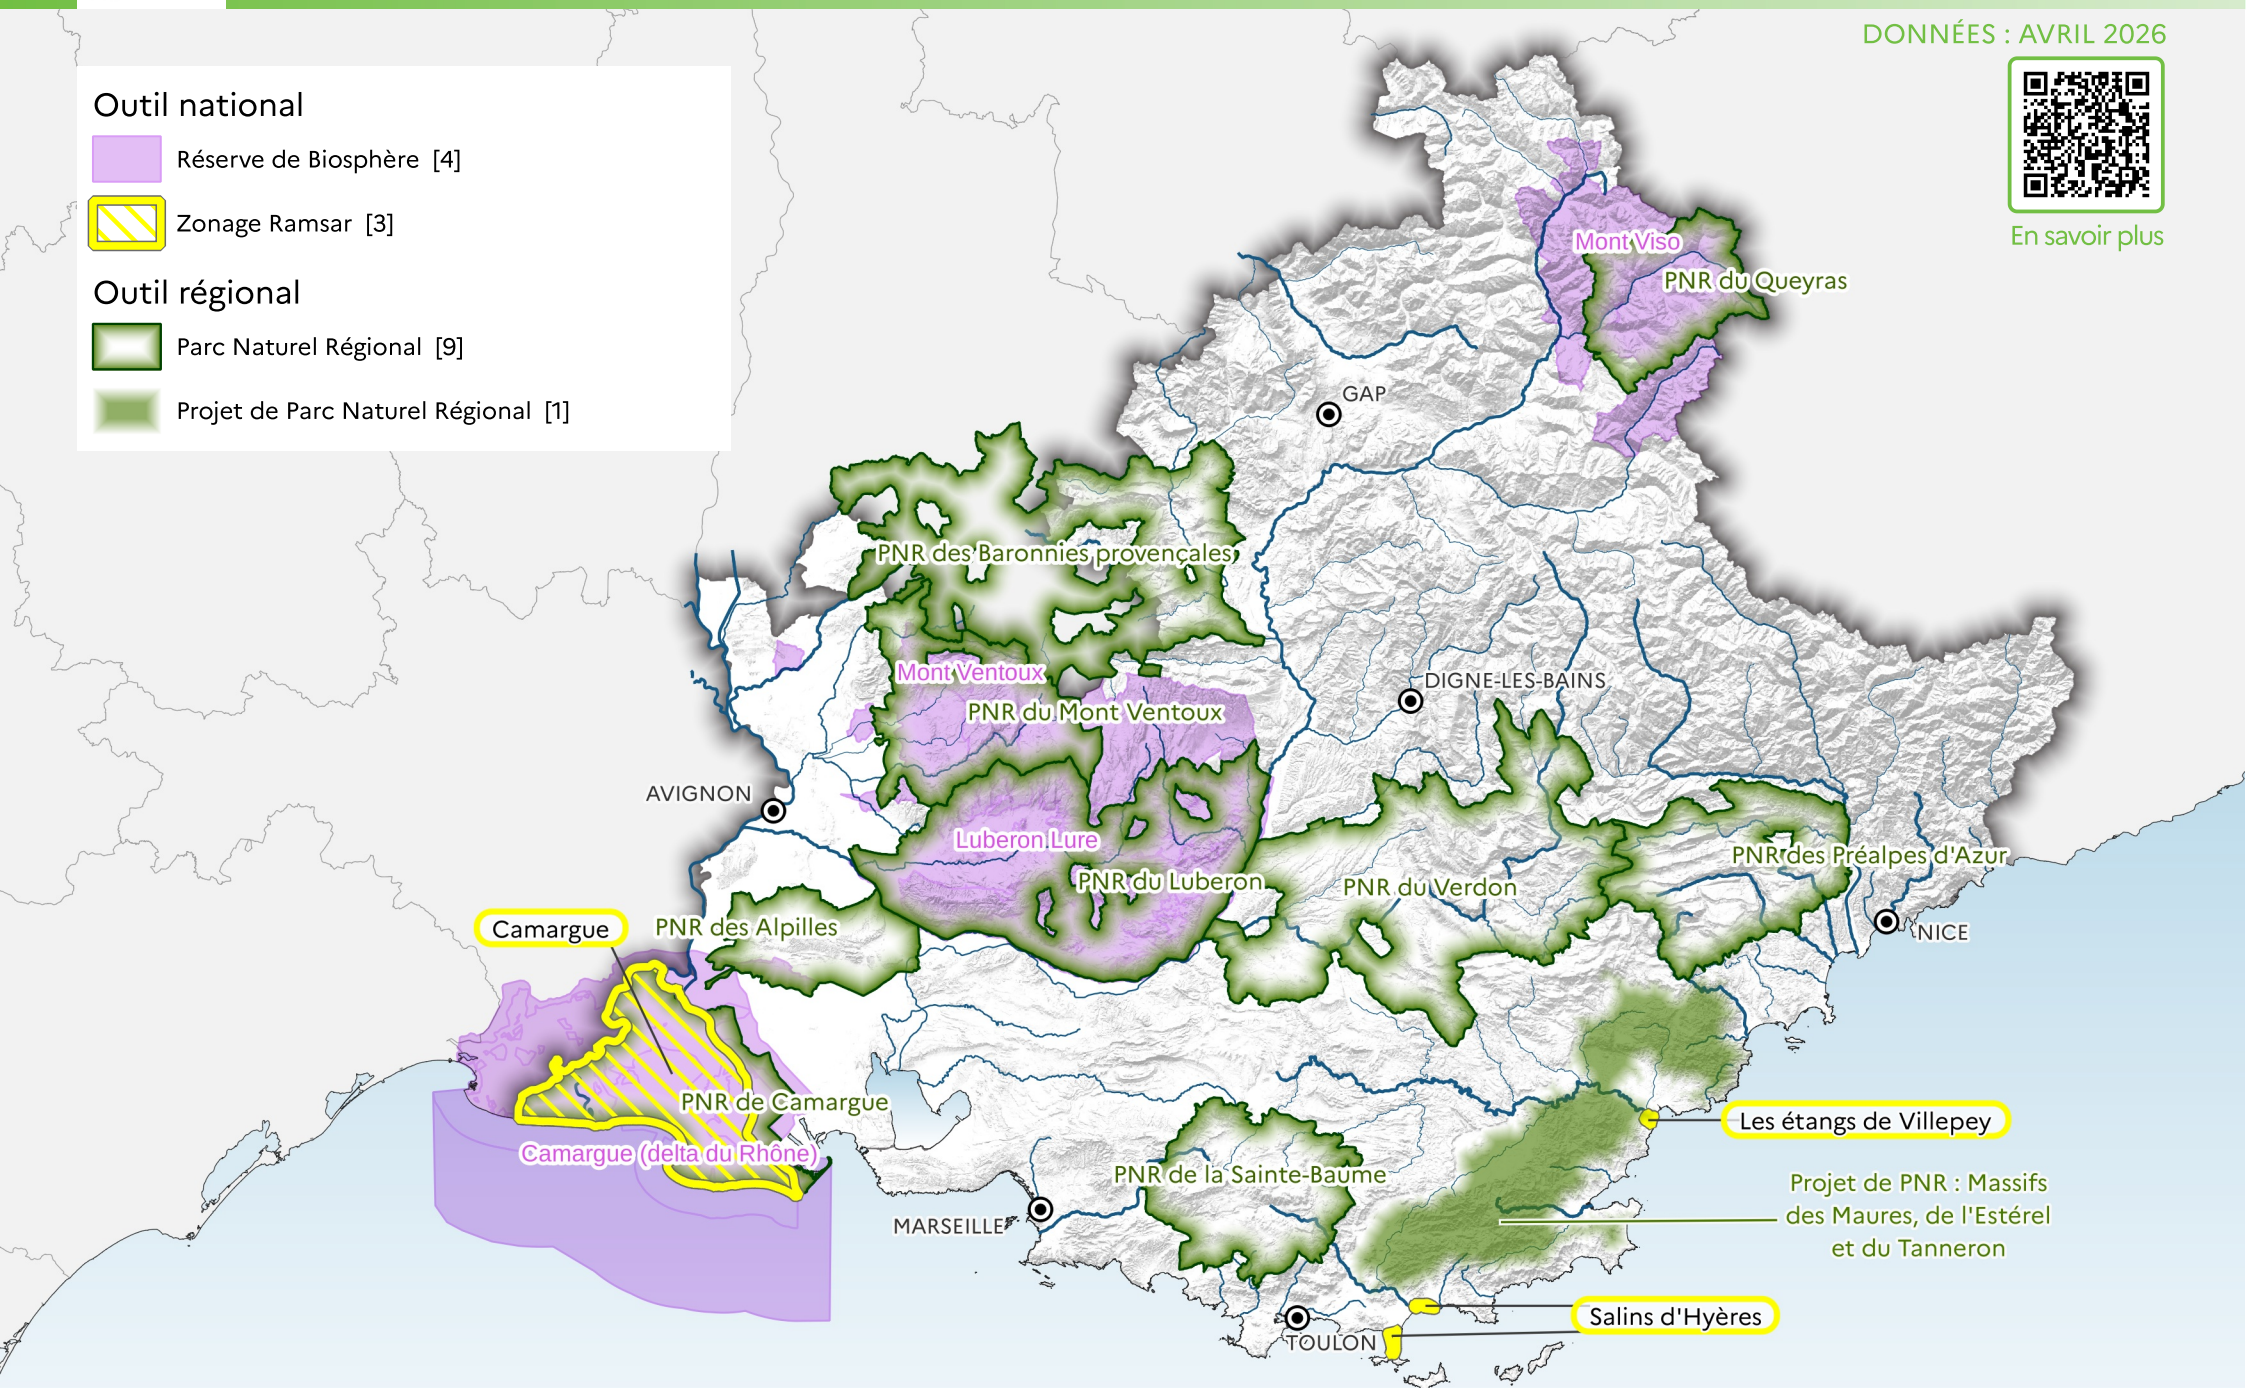 DONNÉES : AVRIL 2026
En savoir plus
Outil national
Réserve de Biosphère [4]
Zonage Ramsar [3]
Outil régional
Parc Naturel Régional [9]
Projet de Parc Naturel Régional [1]
Mont Viso
PNR du Queyras
GAP
PNR des Baronnies provençales
Mont Ventoux
DIGNE-LES-BAINS
PNR du Mont Ventoux
AVIGNON
Luberon Lure
PNR des Préalpes d'Azur
PNR du Luberon
PNR du Verdon
Camargue
PNR des Alpilles
NICE
PNR de Camargue
Les étangs de Villepey
Camargue (delta du Rhône)
PNR de la Sainte-Baume
Projet de PNR : Massifs
des Maures, de l'Estérel
et du Tanneron
MARSEILLE
Salins d'Hyères
TOULON